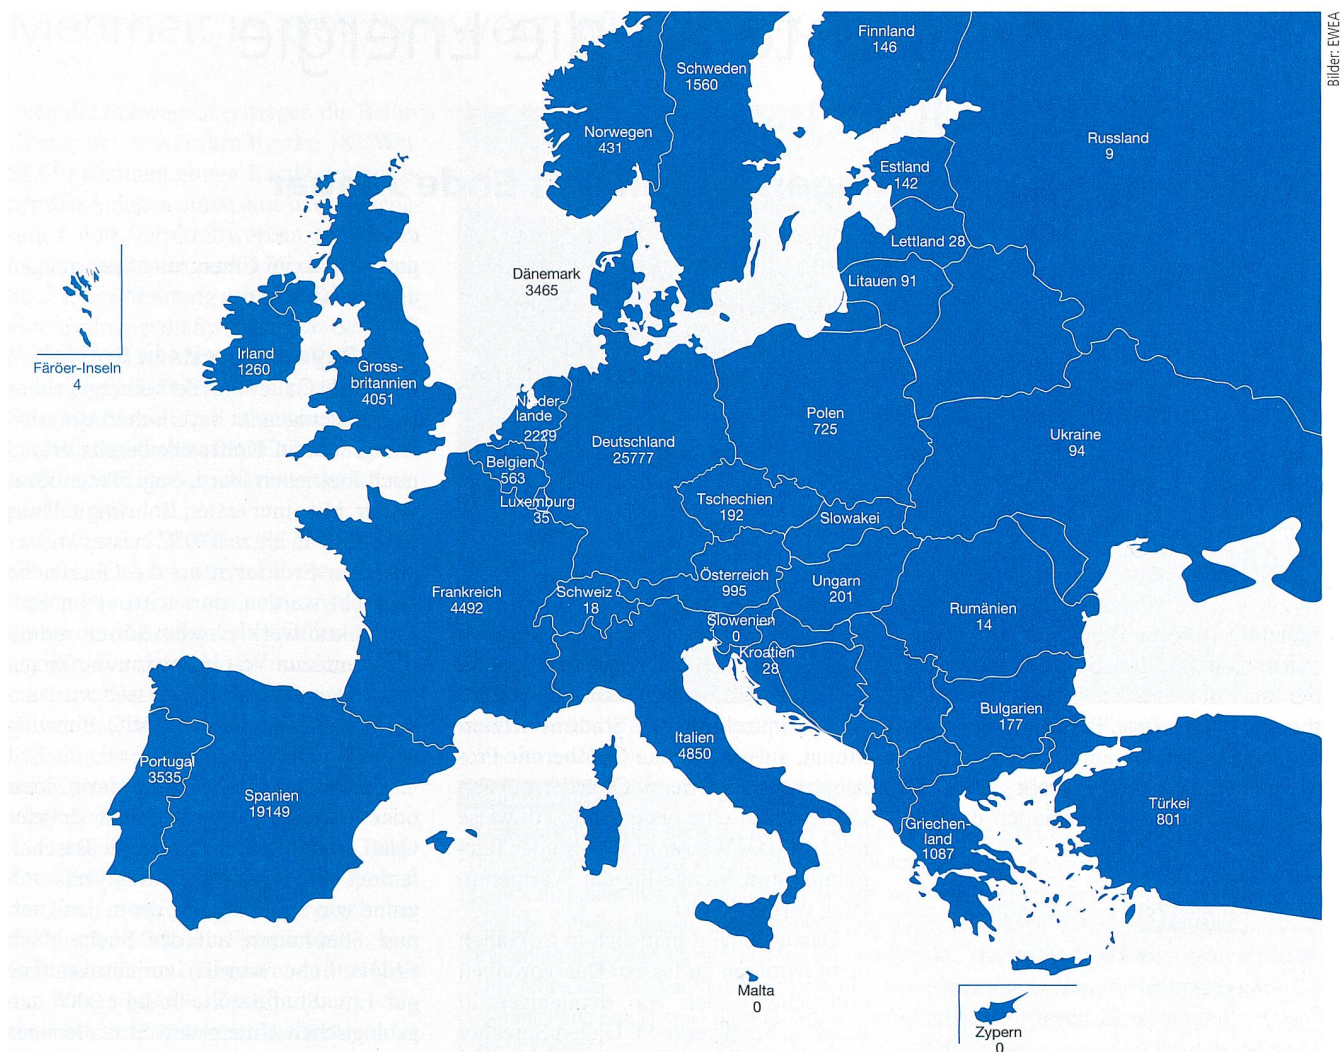 Bilder: EWEA
Finnland
146
Schweden
1560
Norwegen
431
Russland
9
Estland
142
Lettland 28
Litauen 91
Dänemark
3465
Färöer-Inseln
4
Irland
1260
Gross-
britannien
4051
Nieder-
lande
2229
Deutschland
25777
Polen
725
Ukraine
94
Belgien
563
Luxemburg
35
Tschechien
192
Slowakei
Österreich
995
Ungarn
201
Frankreich
4492
Schweiz
18
Slowenien
0
Kroatien
28
Rumänien
14
Bulgarien
177
Italien
4850
Portugal
3535
Spanien
19149
Griechen-
land
1087
Türkei
801
Malta
0
Zypern
0